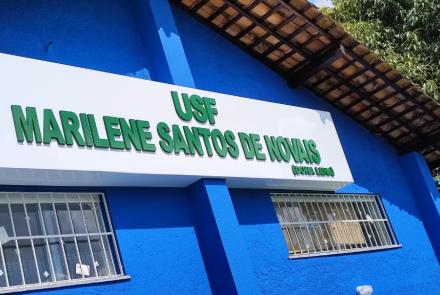 USF
MARILENE SANTOS DE NOVAIS